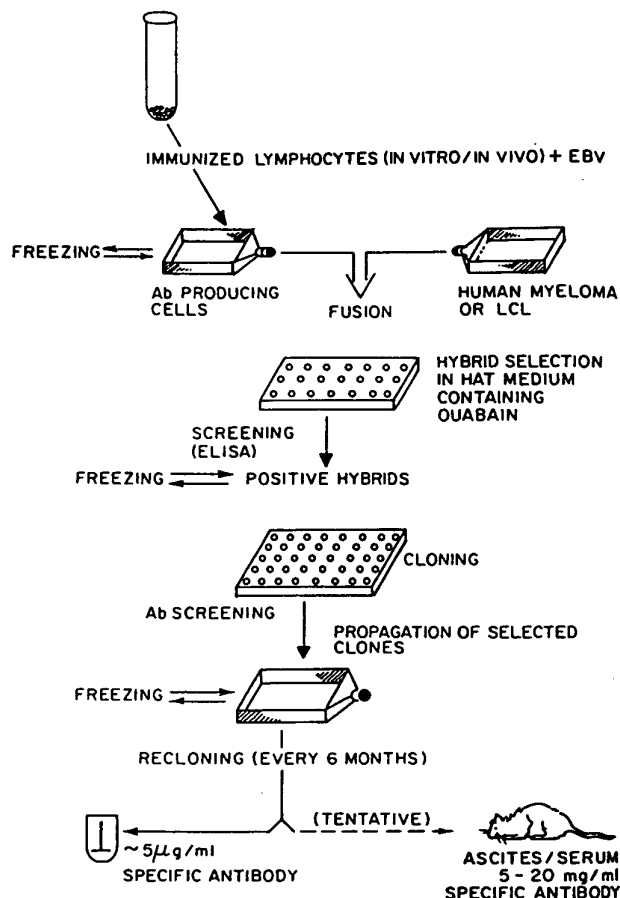 IMMUNIZED LYMPHOCYTES (IN VITRO/IN VIVO) + EBV
FREEZING
Ab PRODUCING
CELLS
FUSION
HUMAN MYELOMA
OR LCL
HYBRID SELECTION
IN HAT MEDIUM
CONTAINING
OUABAIN
SCREENING
(ELISA)
FREEZING
POSITIVE HYBRIDS
CLONING
Ab SCREENING
PROPAGATION OF SELECTED
CLONES
FREEZING
RECLONING (EVERY 6 MONTHS)
(TENTATIVE)
~5μg/ml
SPECIFIC ANTIBODY
ASCITES/SERUM
5 - 20 mg/ml
SPECIFIC ANTIBODY